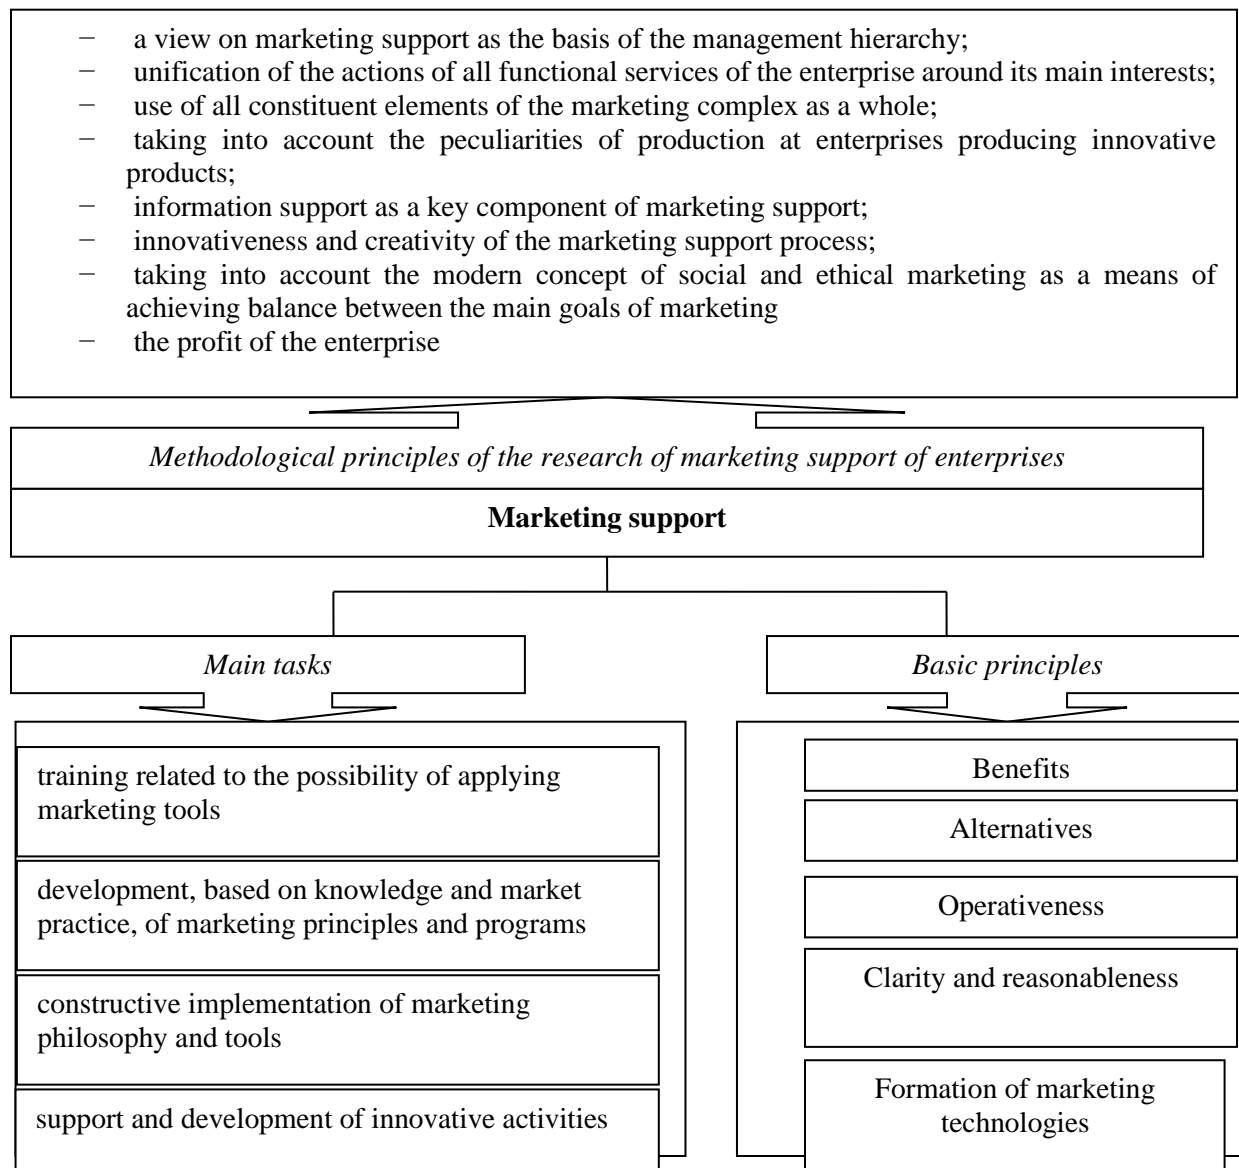 − a view on marketing support as the basis of the management hierarchy;
− unification of the actions of all functional services of the enterprise around its main interests;
− use of all constituent elements of the marketing complex as a whole;
− taking into account the peculiarities of production at enterprises producing innovative
products;
− information support as a key component of marketing support;
− innovativeness and creativity of the marketing support process;
− taking into account the modern concept of social and ethical marketing as a means of
achieving balance between the main goals of marketing
− the profit of the enterprise
Methodological principles of the research of marketing support of enterprises
Marketing support
Main tasks
training related to the possibility of applying
marketing tools
development, based on knowledge and market
practice, of marketing principles and programs
constructive implementation of marketing
philosophy and tools
support and development of innovative activities
Basic principles
Benefits
Alternatives
Operativeness
Clarity and reasonableness
Formation of marketing
technologies